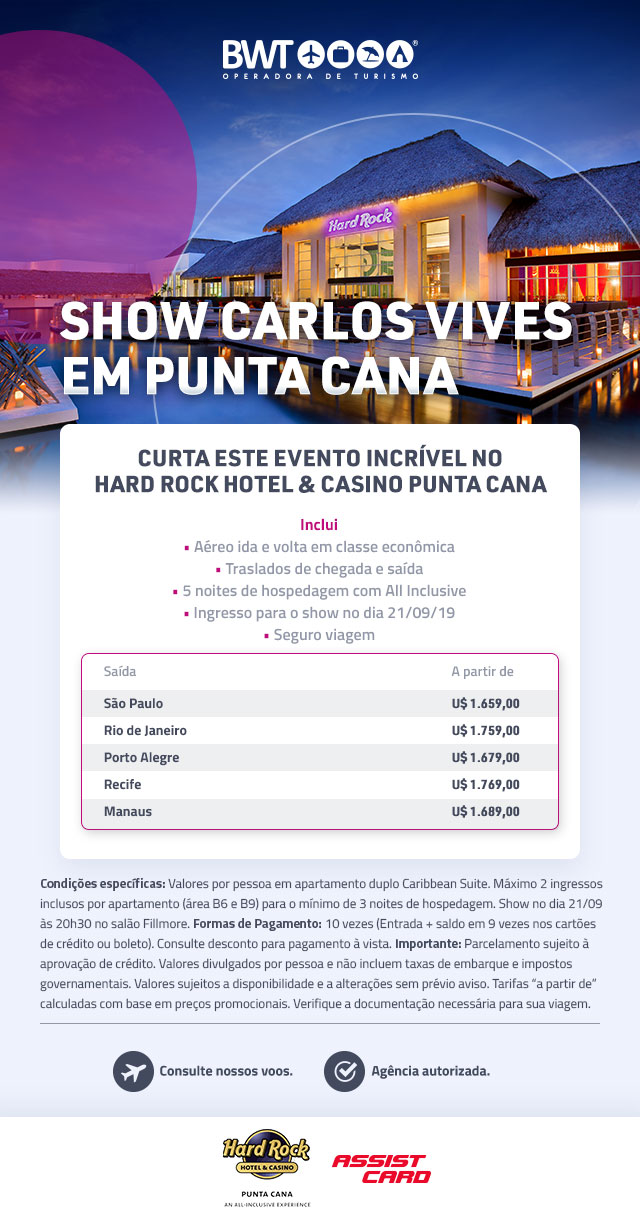 BWT®
OPERADORA DE TURISMO
Hard Rock
SHOW CARLOS VIVES
EM PUNTA CANA
CURTA ESTE EVENTO INCRÍVEL NO
HARD ROCK HOTEL & CASINO PUNTA CANA
Inclui
▪ Aéreo ida e volta em classe econômica
▪ Traslados de chegada e saída
▪ 5 noites de hospedagem com All Inclusive
▪ Ingresso para o show no dia 21/09/19
▪ Seguro viagem
Saída A partir de
São Paulo U$ 1.659,00
Rio de Janeiro U$ 1.759,00
Porto Alegre U$ 1.679,00
Recife U$ 1.769,00
Manaus U$ 1.689,00
Condições específicas: Valores por pessoa em apartamento duplo Caribbean Suite. Máximo 2 ingressos
inclusos por apartamento (área B6 e B9) para o mínimo de 3 noites de hospedagem. Show no dia 21/09
às 20h30 no salão Fillmore. Formas de Pagamento: 10 vezes (Entrada + saldo em 9 vezes nos cartões
de crédito ou boleto). Consulte desconto para pagamento à vista. Importante: Parcelamento sujeito à
aprovação de crédito. Valores divulgados por pessoa e não incluem taxas de embarque e impostos
governamentais. Valores sujeitos a disponibilidade e a alterações sem prévio aviso. Tarifas “a partir de”
calculadas com base em preços promocionais. Verifique a documentação necessária para sua viagem.
Consulte nossos voos. Agência autorizada.
Hard Rock
HOTEL & CASINO
PUNTA CANA
AN ALL-INCLUSIVE EXPERIENCE
ASSIST
CARD